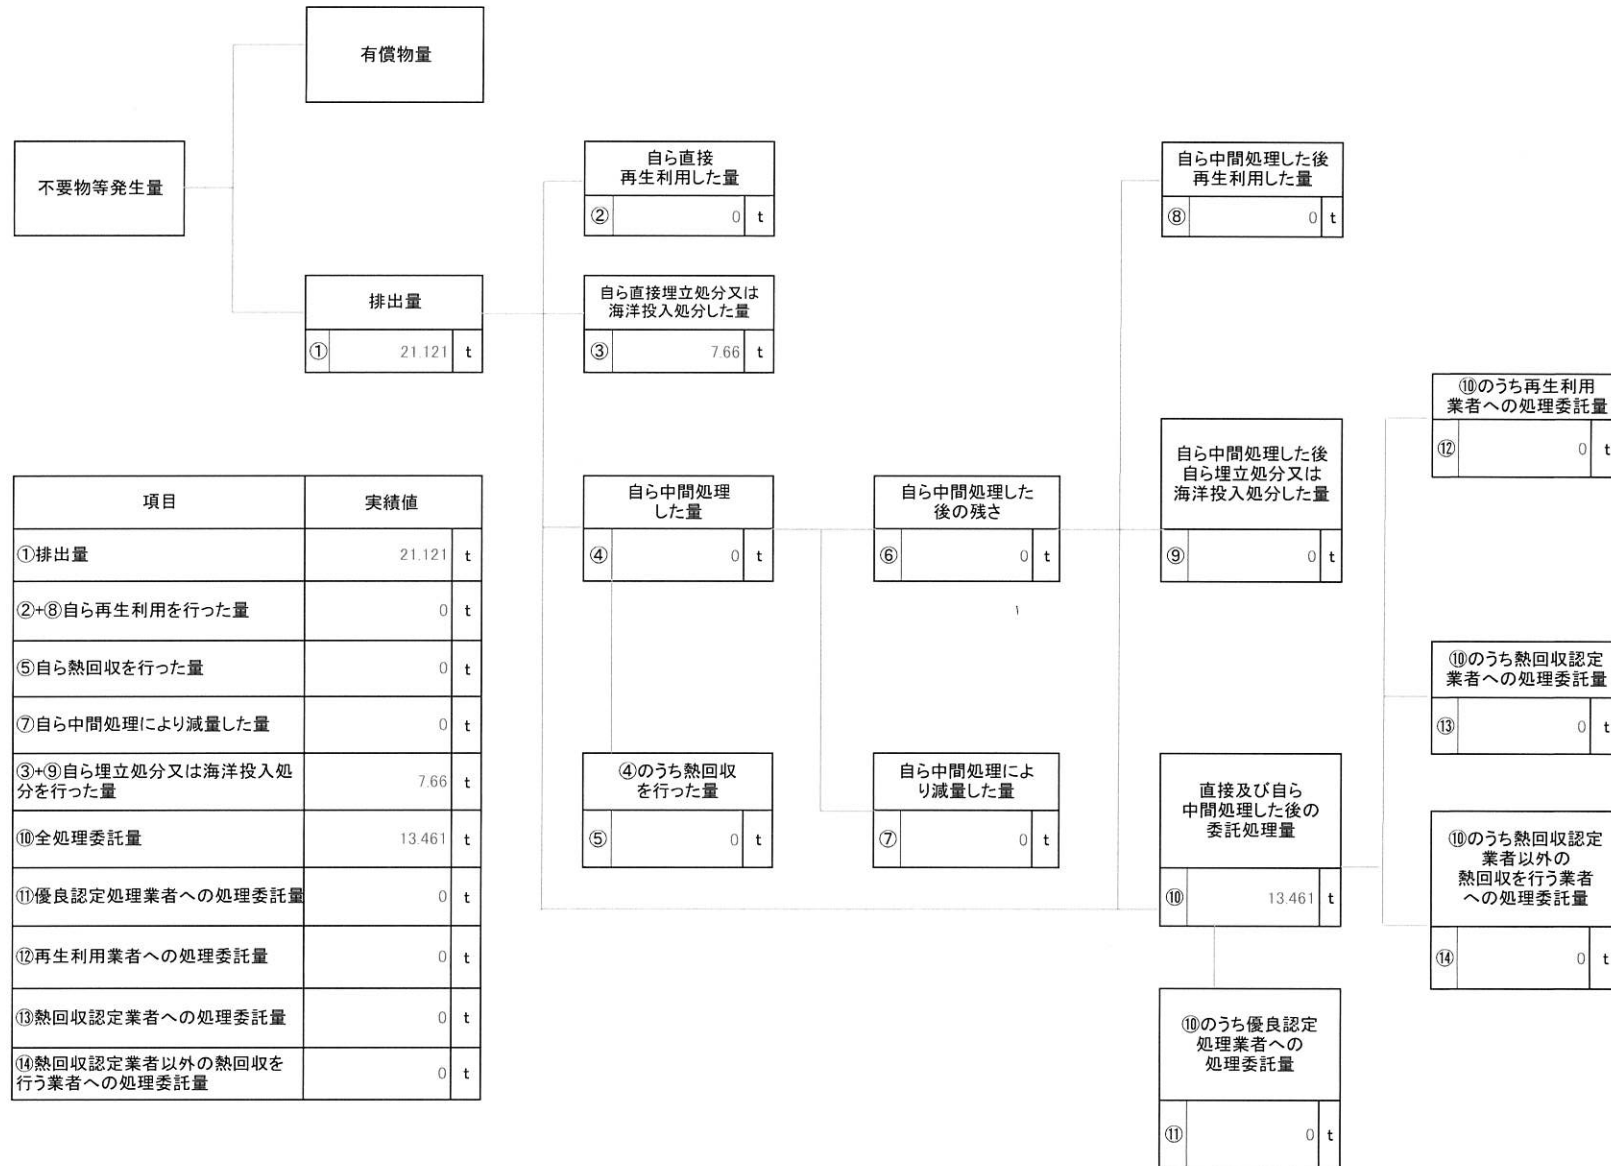 有償物量
不要物等発生量
自ら直接
再生利用した量
② 0 t
自ら中間処理した後
再生利用した量
⑧ 0 t
排出量
① 21.121 t
自ら直接埋立処分又は
海洋投入処分した量
③ 7.66 t
⑩のうち再生利用
業者への処理委託量
⑫ 0 t
自ら中間処理
した量
④ 0 t
自ら中間処理した
後の残さ
⑥ 0 t
自ら中間処理した後
自ら埋立処分又は
海洋投入処分した量
⑨ 0 t
⑩のうち熱回収認定
業者への処理委託量
⑬ 0 t
④のうち熱回収
を行った量
⑤ 0 t
自ら中間処理によ
り減量した量
⑦ 0 t
直接及び自ら
中間処理した後の
委託処理量
⑩ 13.461 t
⑩のうち熱回収認定
業者以外の
熱回収を行う業者
への処理委託量
⑭ 0 t
⑩のうち優良認定
処理業者への
処理委託量
⑪ 0 t
項目 実績値
①排出量 21.121 t
②+⑧自ら再生利用を行った量 0 t
⑤自ら熱回収を行った量 0 t
⑦自ら中間処理により減量した量 0 t
③+⑨自ら埋立処分又は海洋投入処
分を行った量 7.66 t
⑩全処理委託量 13.461 t
⑪優良認定処理業者への処理委託量 0 t
⑫再生利用業者への処理委託量 0 t
⑬熱回収認定業者への処理委託量 0 t
⑭熱回収認定業者以外の熱回収を
行う業者への処理委託量 0 t